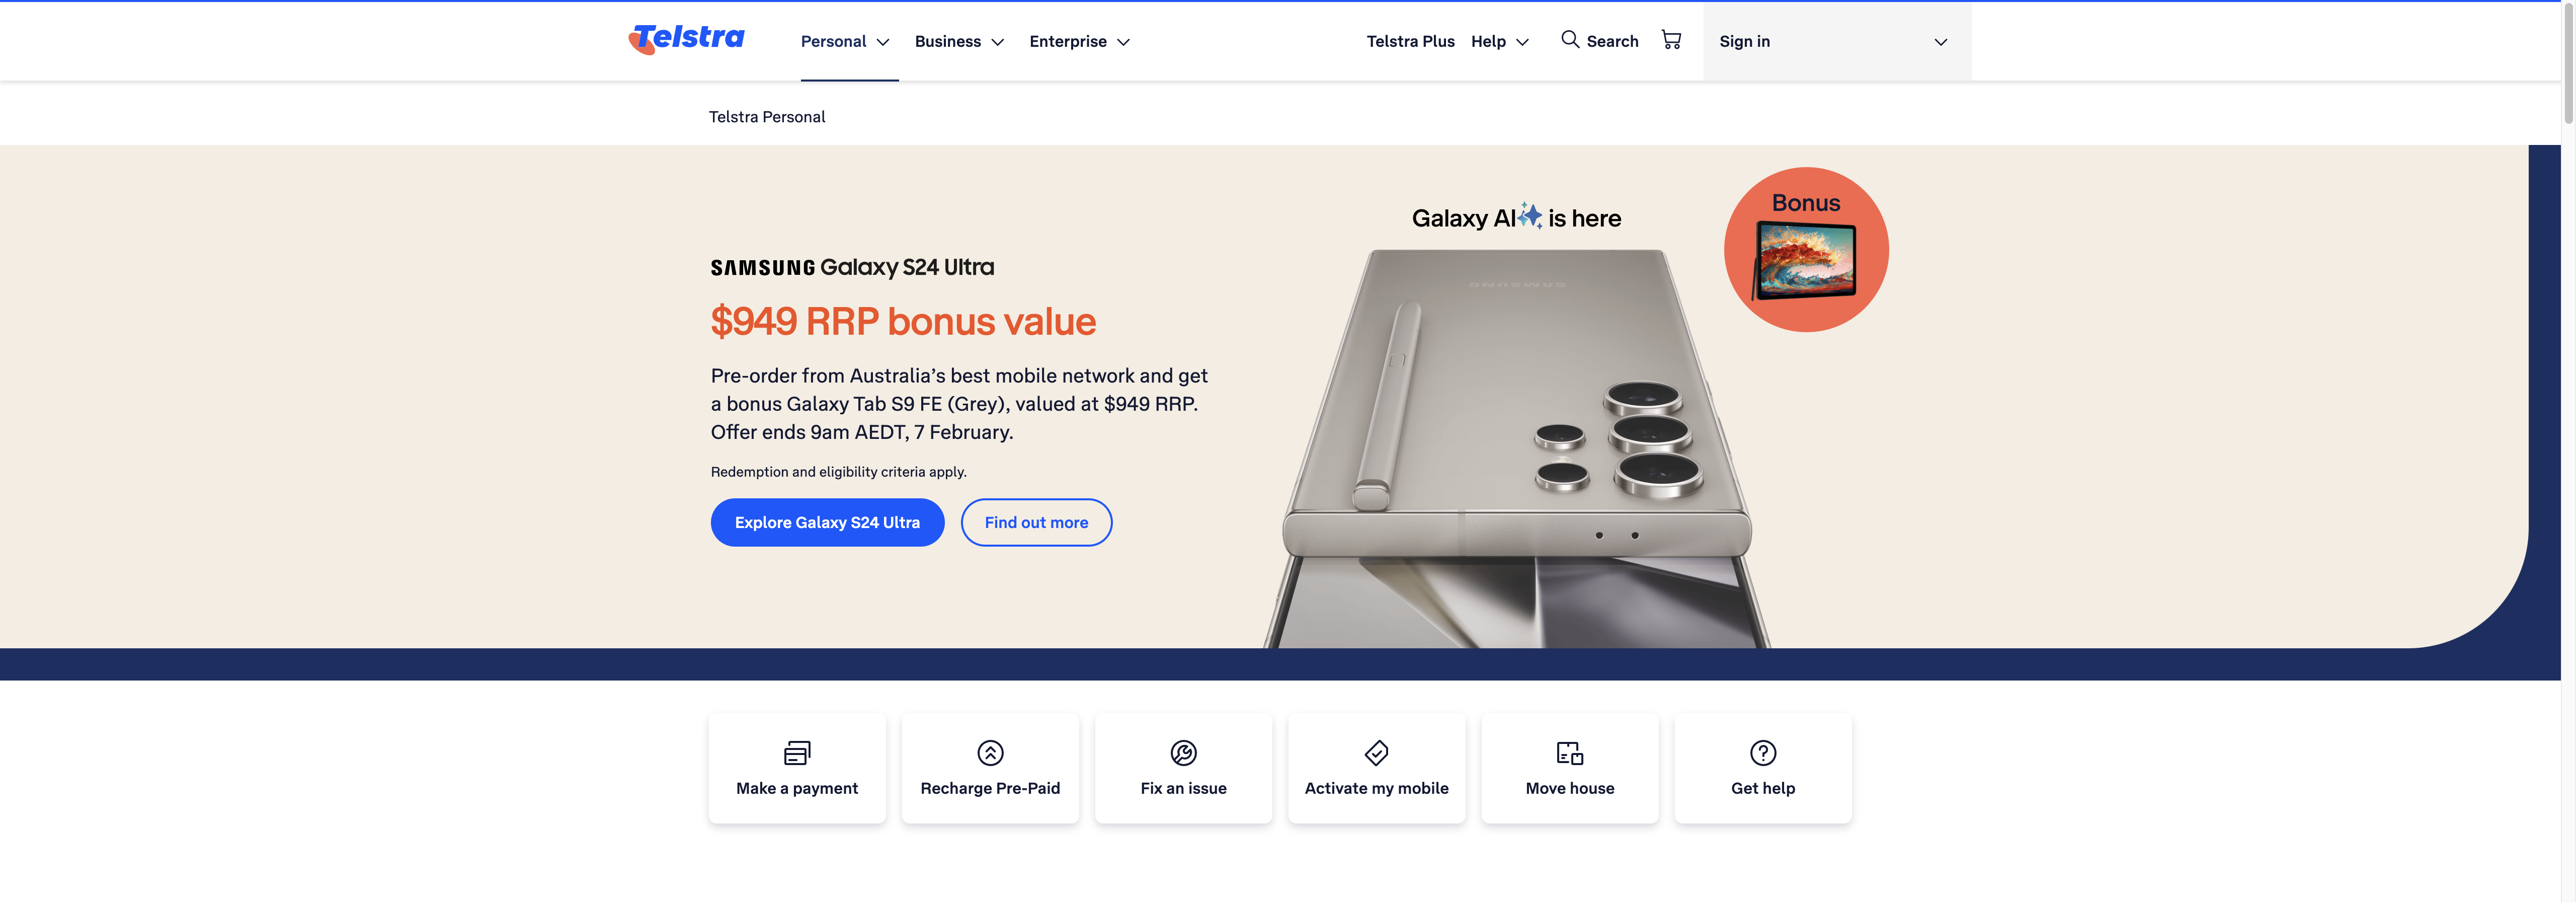 Telstra
Personal
Business
Enterprise
Telstra Plus
Help
Search
Sign in
Telstra Personal
Galaxy AI is here
Bonus
SAMSUNG Galaxy S24 Ultra
$949 RRP bonus value
Pre-order from Australia’s best mobile network and get
a bonus Galaxy Tab S9 FE (Grey), valued at $949 RRP.
Offer ends 9am AEDT, 7 February.
Redemption and eligibility criteria apply.
Explore Galaxy S24 Ultra
Find out more
SAMSUNG
Make a payment
Recharge Pre-Paid
Fix an issue
Activate my mobile
Move house
Get help